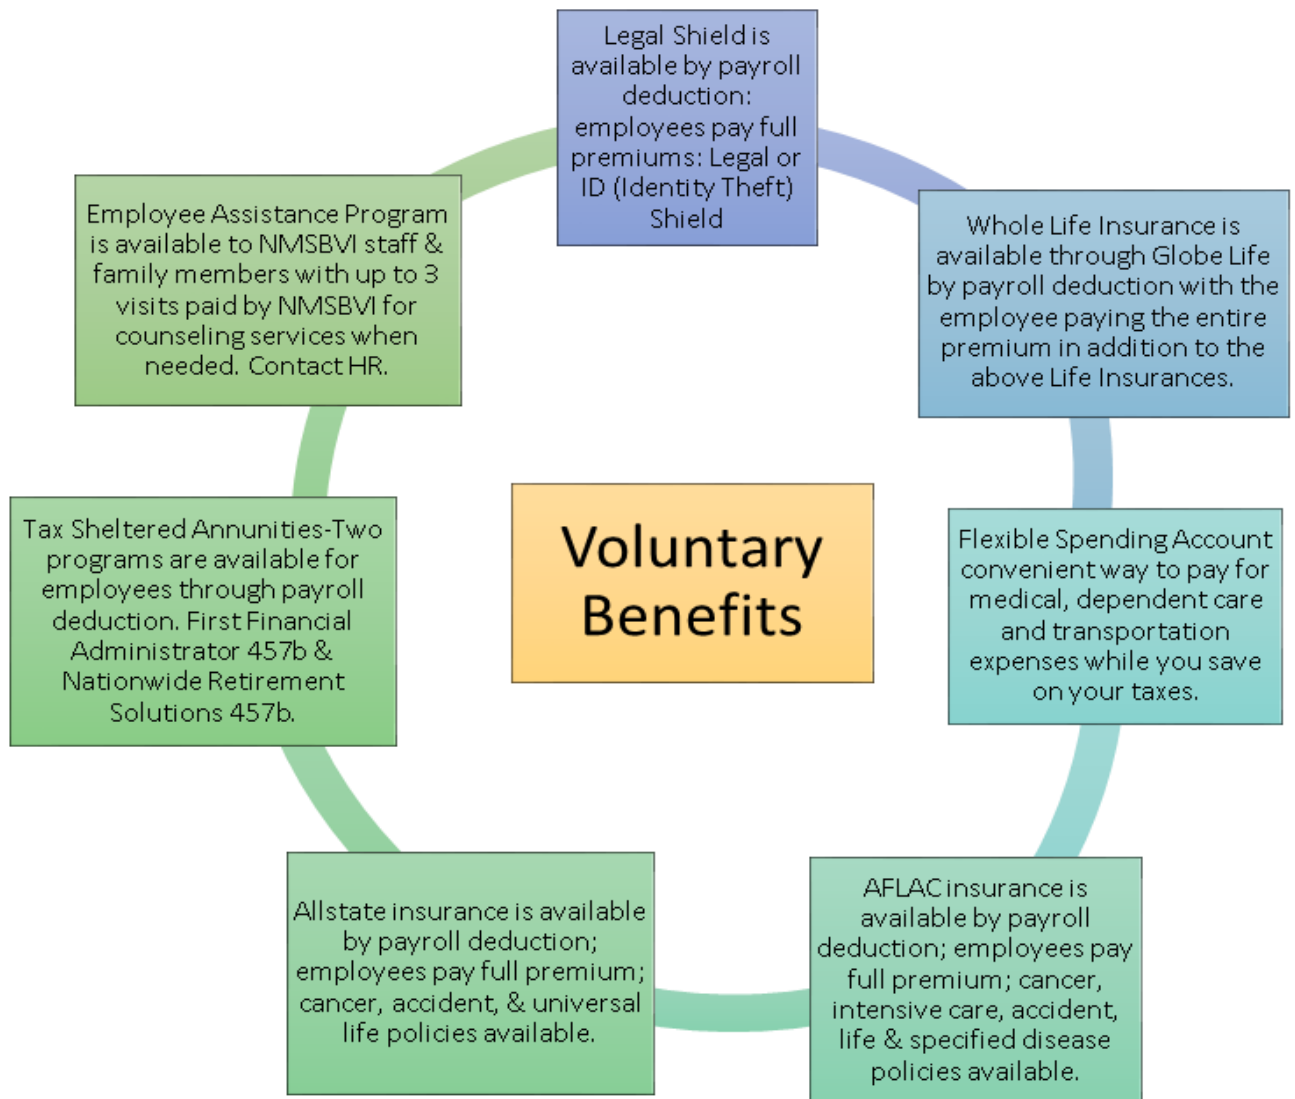 Legal Shield is
available by payroll
deduction:
employees pay full
premiums: Legal or
ID (Identity Theft)
Shield
Whole Life Insurance is
available through Globe Life
by payroll deduction with the
employee paying the entire
premium in addition to the
above Life Insurances.
Flexible Spending Account
convenient way to pay for
medical, dependent care
and transportation
expenses while you save
on your taxes.
AFLAC insurance is
available by payroll
deduction; employees pay
full premium; cancer,
intensive care, accident,
life & specified disease
policies available.
Allstate insurance is available
by payroll deduction;
employees pay full premium;
cancer, accident, & universal
life policies available.
Tax Sheltered Annunities-Two
programs are available for
employees through payroll
deduction. First Financial
Administrator 457b &
Nationwide Retirement
Solutions 457b.
Employee Assistance Program
is available to NMSBVI staff &
family members with up to 3
visits paid by NMSBVI for
counseling services when
needed. Contact HR.
Voluntary
Benefits